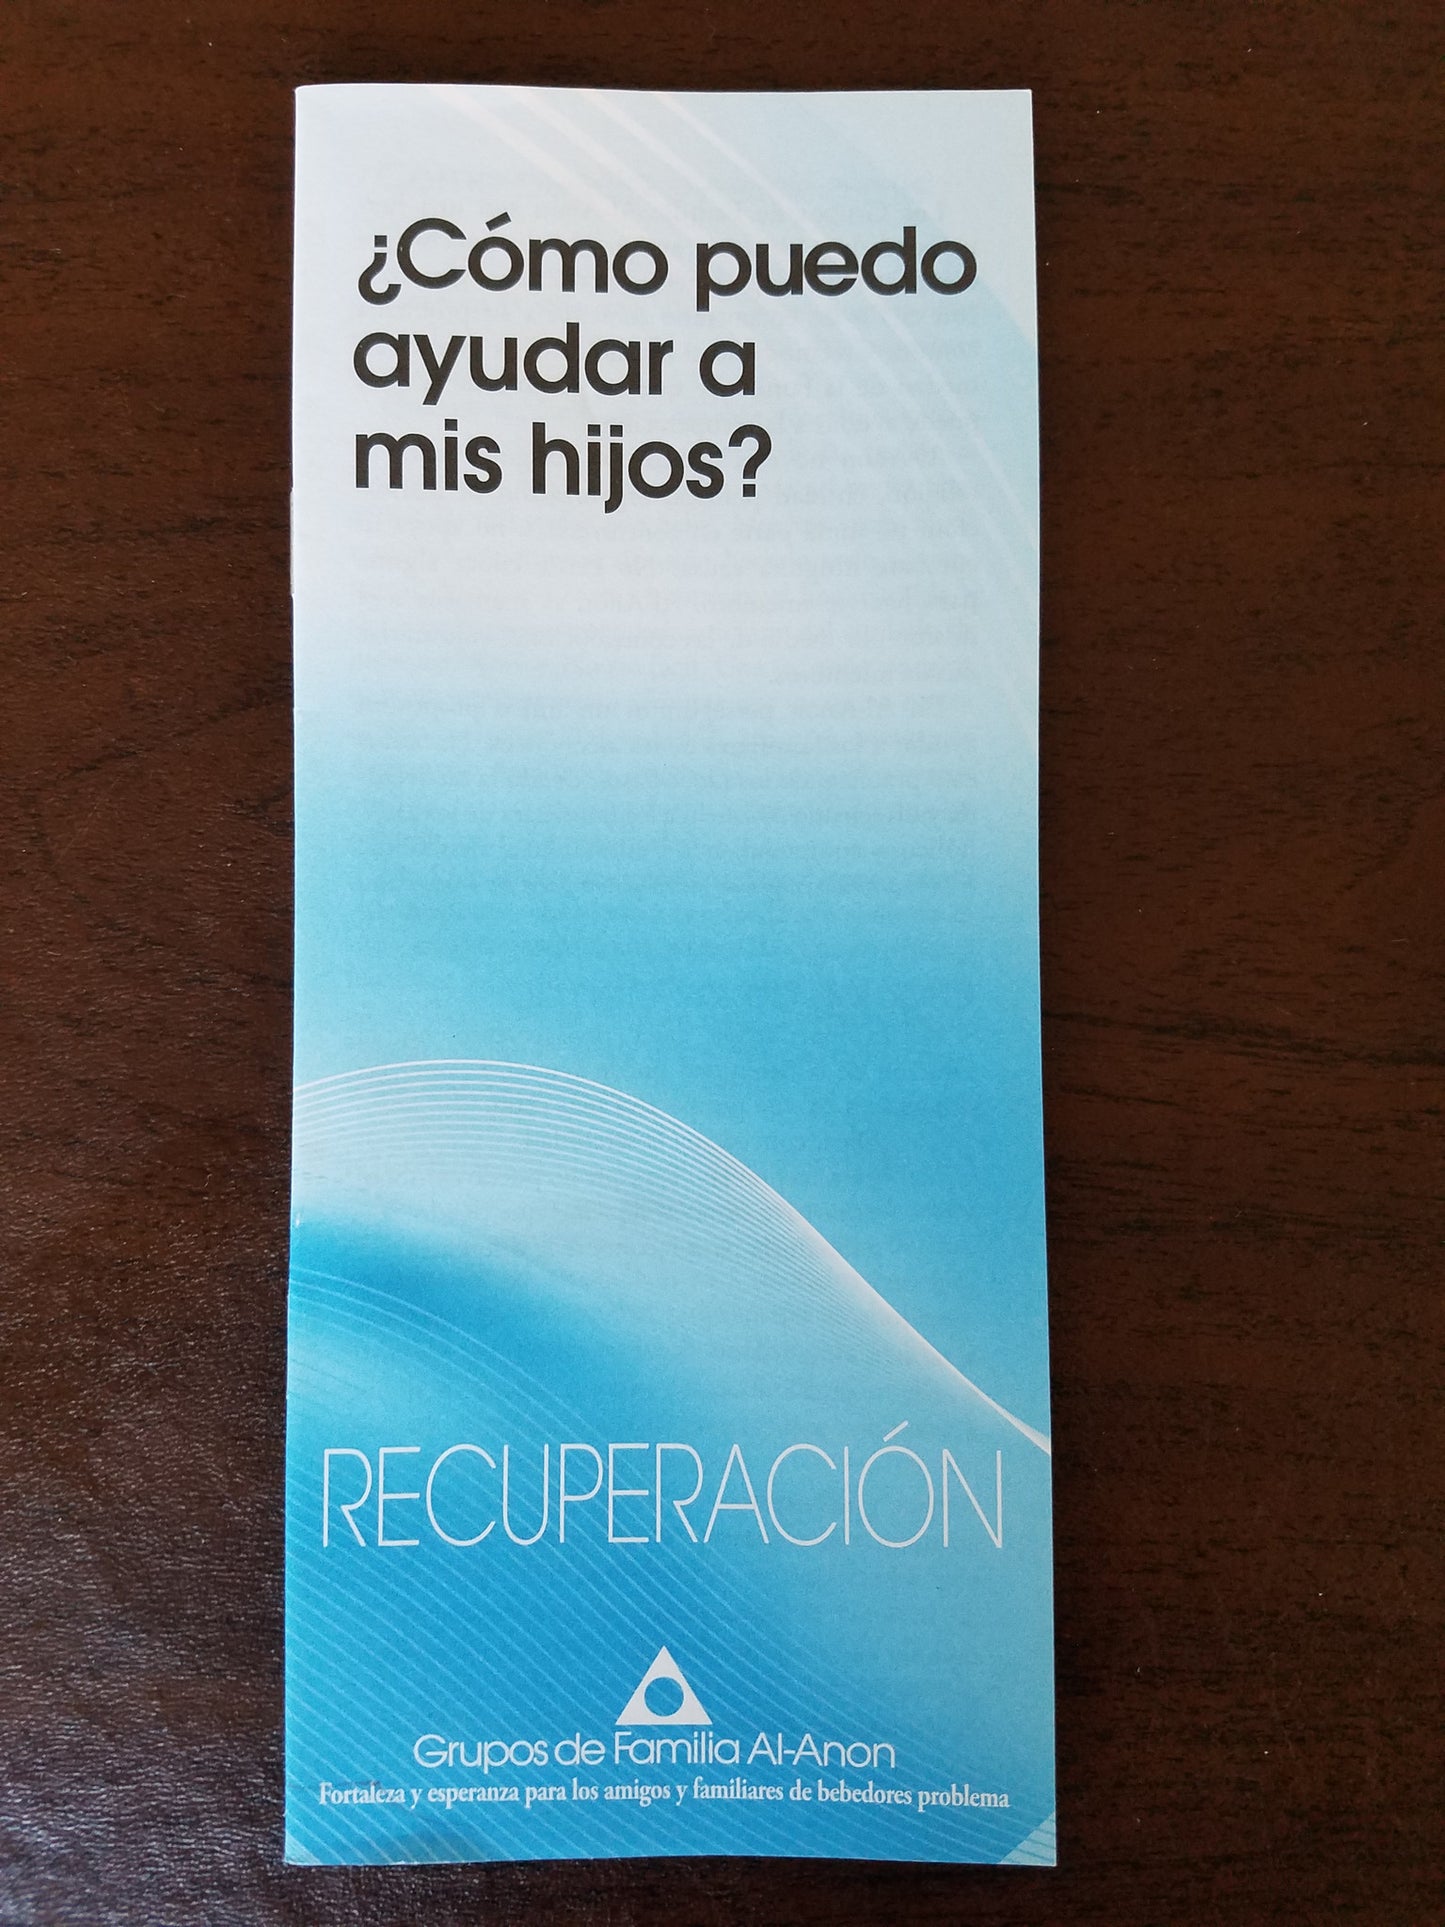 ¿Cómo puedo
ayudar a
mis hijos?
RECUPERACIÓN
Grupos de Familia Al-Anon
Fortaleza y esperanza para los amigos y familiares de bebedores problema